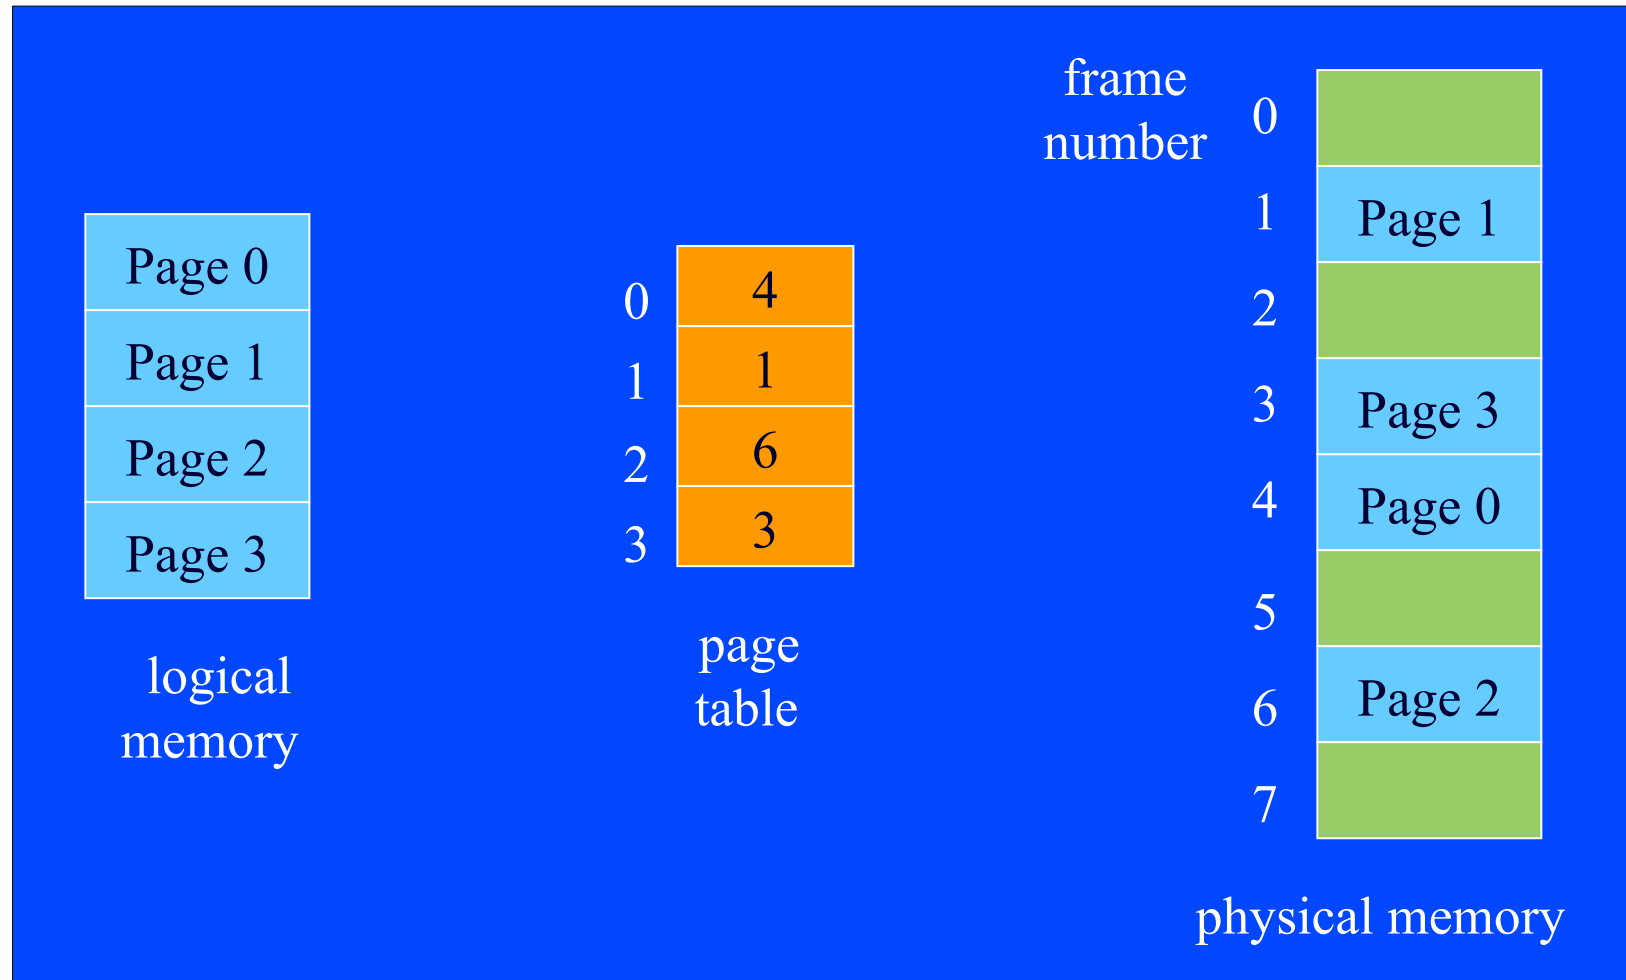 Page 0
Page 1
Page 2
Page 3
logical
memory
0 4
1 1
2 6
3 3
page
table
frame
number
0
1 Page 1
2
3 Page 3
4 Page 0
5
6 Page 2
7
physical memory